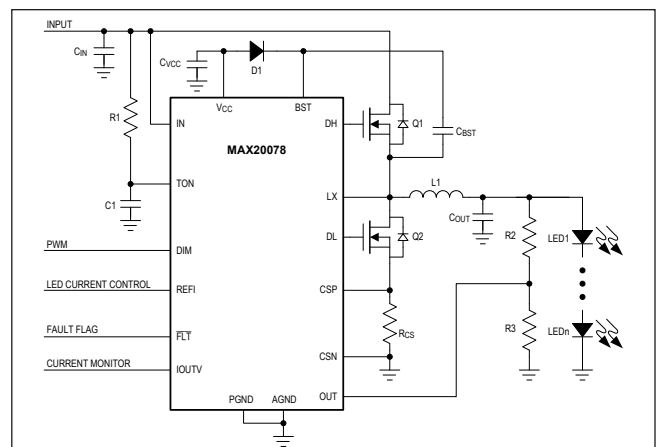 INPUT
CIN
CVCC
D1
R1
VCC
BST
IN
DH
Q1
CBST
MAX20078
TON
LX
L1
C1
COUT
DL
Q2
R2
LED1
PWM
DIM
LED CURRENT CONTROL
REFI
CSP
FAULT FLAG
FLT
RCS
R3
LEDn
CURRENT MONITOR
IOUTV
CSN
OUT
PGND
AGND